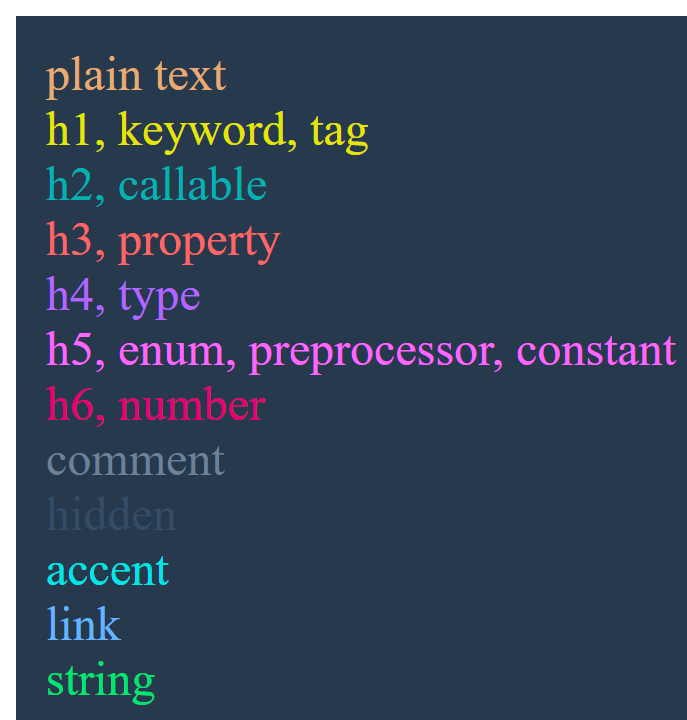 plain text
h1, keyword, tag
h2, callable
h3, property
h4, type
h5, enum, preprocessor, constant
h6, number
comment
hidden
accent
link
string